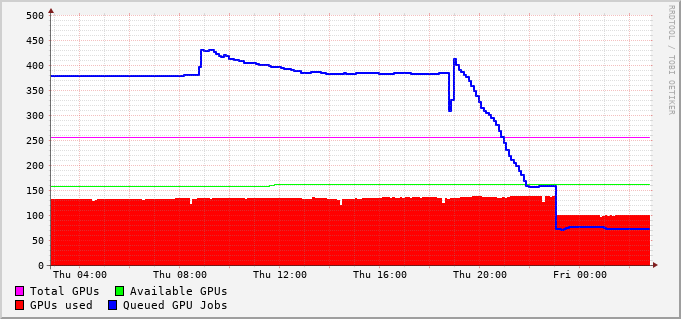 500
450
400
350
300
250
200
150
100
50
0
Thu 04:00 Thu 08:00 Thu 12:00 Thu 16:00 Thu 20:00 Fri 00:00
Total GPUs Available GPUs
GPUs used Queued GPU Jobs
RRDTOOL / TOBI OETIKER